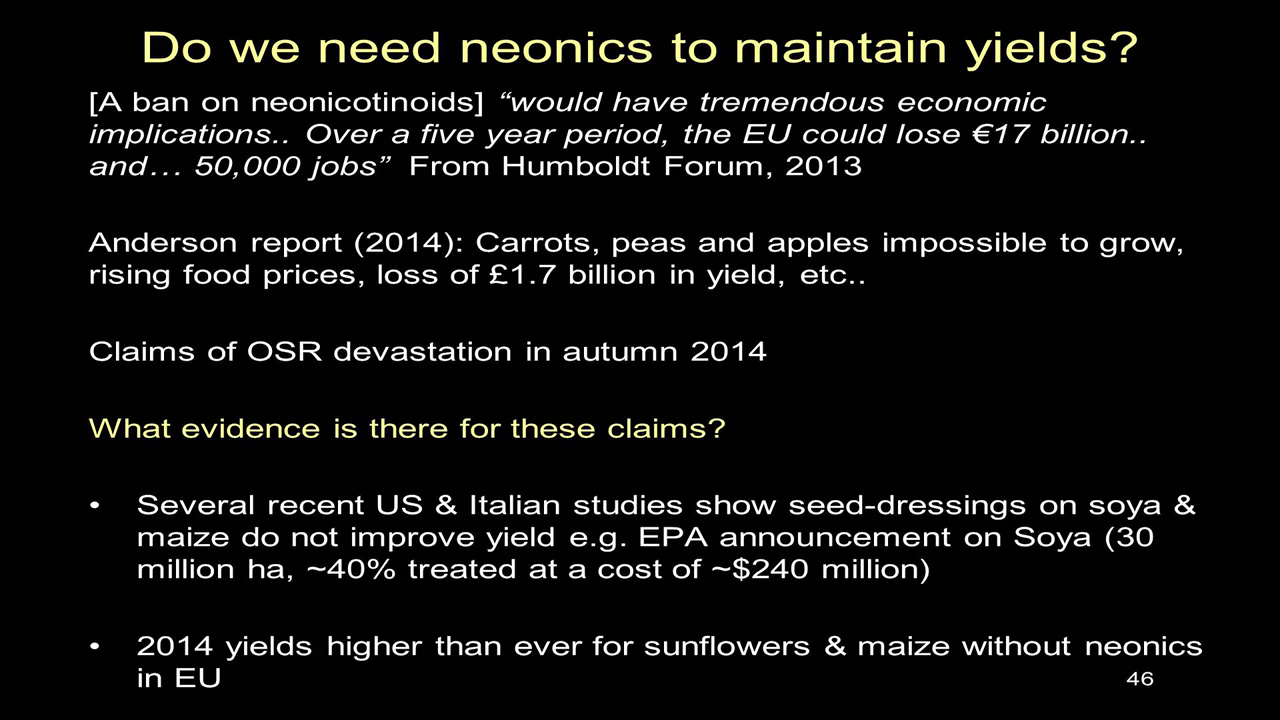 Do we need neonics to maintain yields?
[A ban on neonicotinoids] “would have tremendous economic
implications.. Over a five year period, the EU could lose €17 billion..
and… 50,000 jobs” From Humboldt Forum, 2013
Anderson report (2014): Carrots, peas and apples impossible to grow,
rising food prices, loss of £1.7 billion in yield, etc..
Claims of OSR devastation in autumn 2014
What evidence is there for these claims?
• Several recent US & Italian studies show seed-dressings on soya &
maize do not improve yield e.g. EPA announcement on Soya (30
million ha, ~40% treated at a cost of ~$240 million)
• 2014 yields higher than ever for sunflowers & maize without neonics
in EU
46